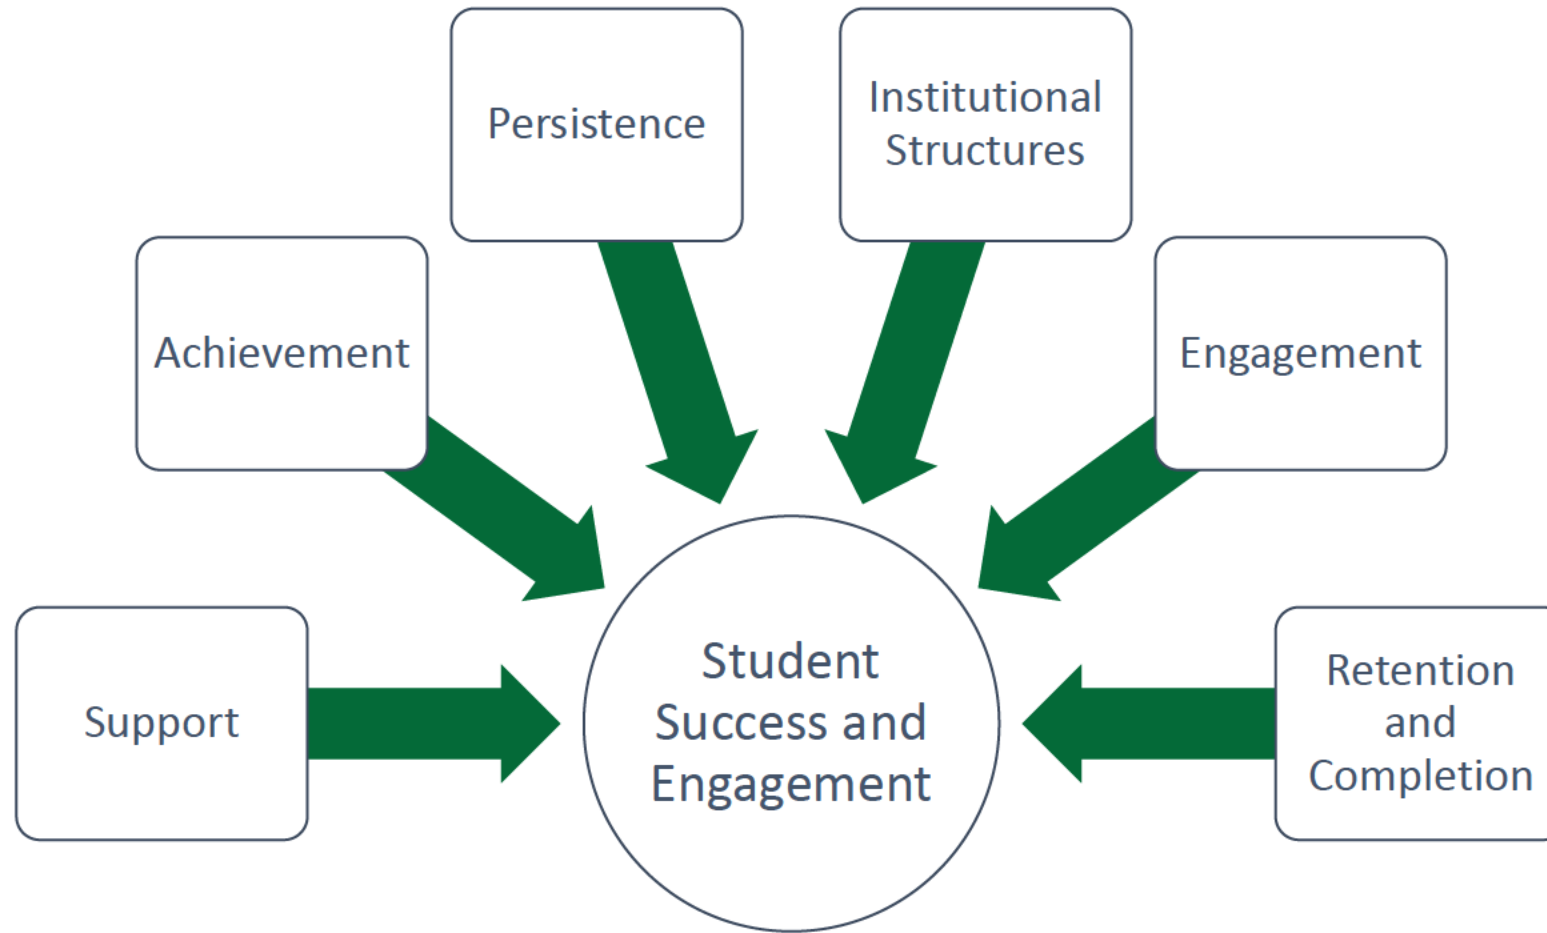 Persistence
Institutional
Structures
Achievement
Engagement
Support
Student
Success and
Engagement
Retention
and
Completion